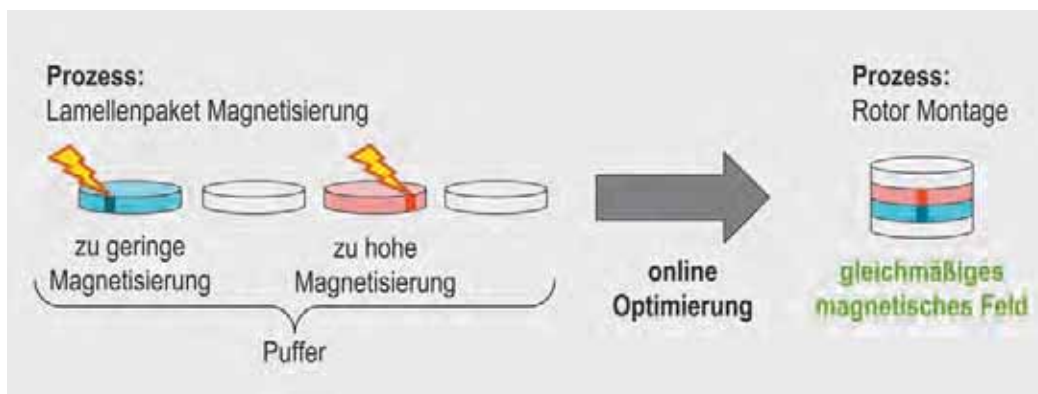 Prozess:
Lamellenpaket Magnetisierung
zu geringe
Magnetisierung
zu hohe
Magnetisierung
Puffer
online
Optimierung
Prozess:
Rotor Montage
gleichmäßiges
magnetisches Feld